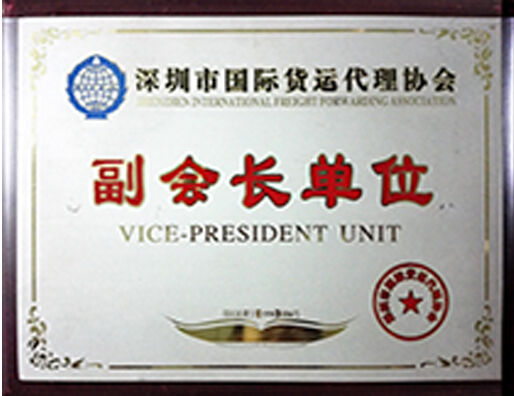 深圳市国际货运代理协会
SHENZHEN INTERNATIONAL FREIGHT FORWARDING ASSOCIATION
副会长单位
VICE-PRESIDENT UNIT